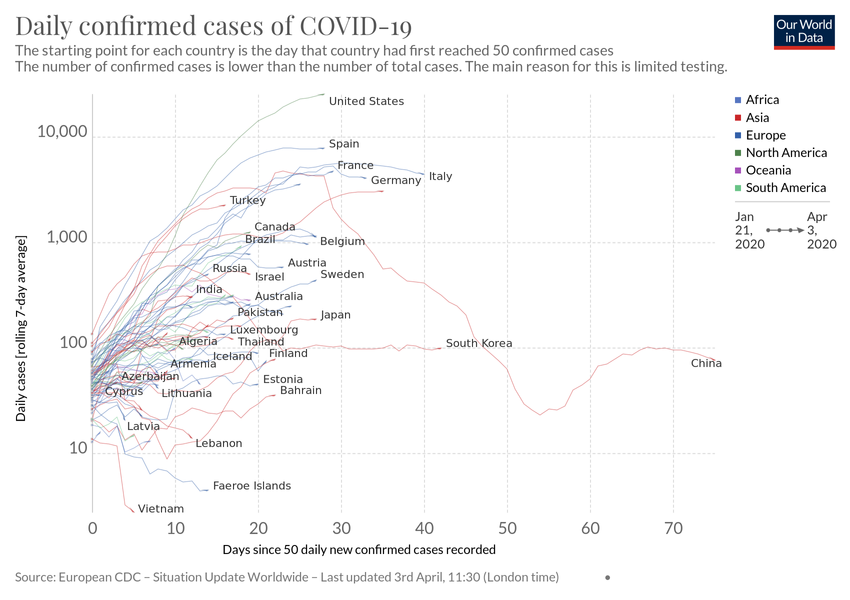 Daily confirmed cases of COVID-19
Our World
in Data
The starting point for each country is the day that country had first reached 50 confirmed cases
The number of confirmed cases is lower than the number of total cases. The main reason for this is limited testing.
Africa
Asia
Europe
North America
Oceania
South America
Jan
21,
2020
Apr
3,
2020
Daily cases [rolling 7-day average]
10,000
1,000
100
10
United States
Spain
France
Italy
Germany
Turkey
Canada
Brazil
Belgium
Austria
Russia
Israel
Sweden
India
Australia
Pakistan
Japan
Luxembourg
Algeria
Thailand
South Korea
Iceland
Finland
Armenia
China
Azerbaijan
Estonia
Cyprus
Lithuania
Bahrain
Latvia
Lebanon
Faeroe Islands
Vietnam
0
10
20
30
40
50
60
70
Days since 50 daily new confirmed cases recorded
Source: European CDC – Situation Update Worldwide – Last updated 3rd April, 11:30 (London time)